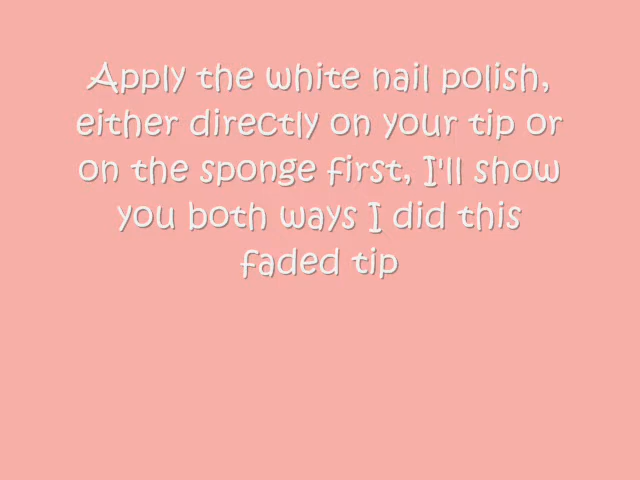 Apply the white nail polish,
either directly on your tip or
on the sponge first, I'll show
you both ways I did this
faded tip